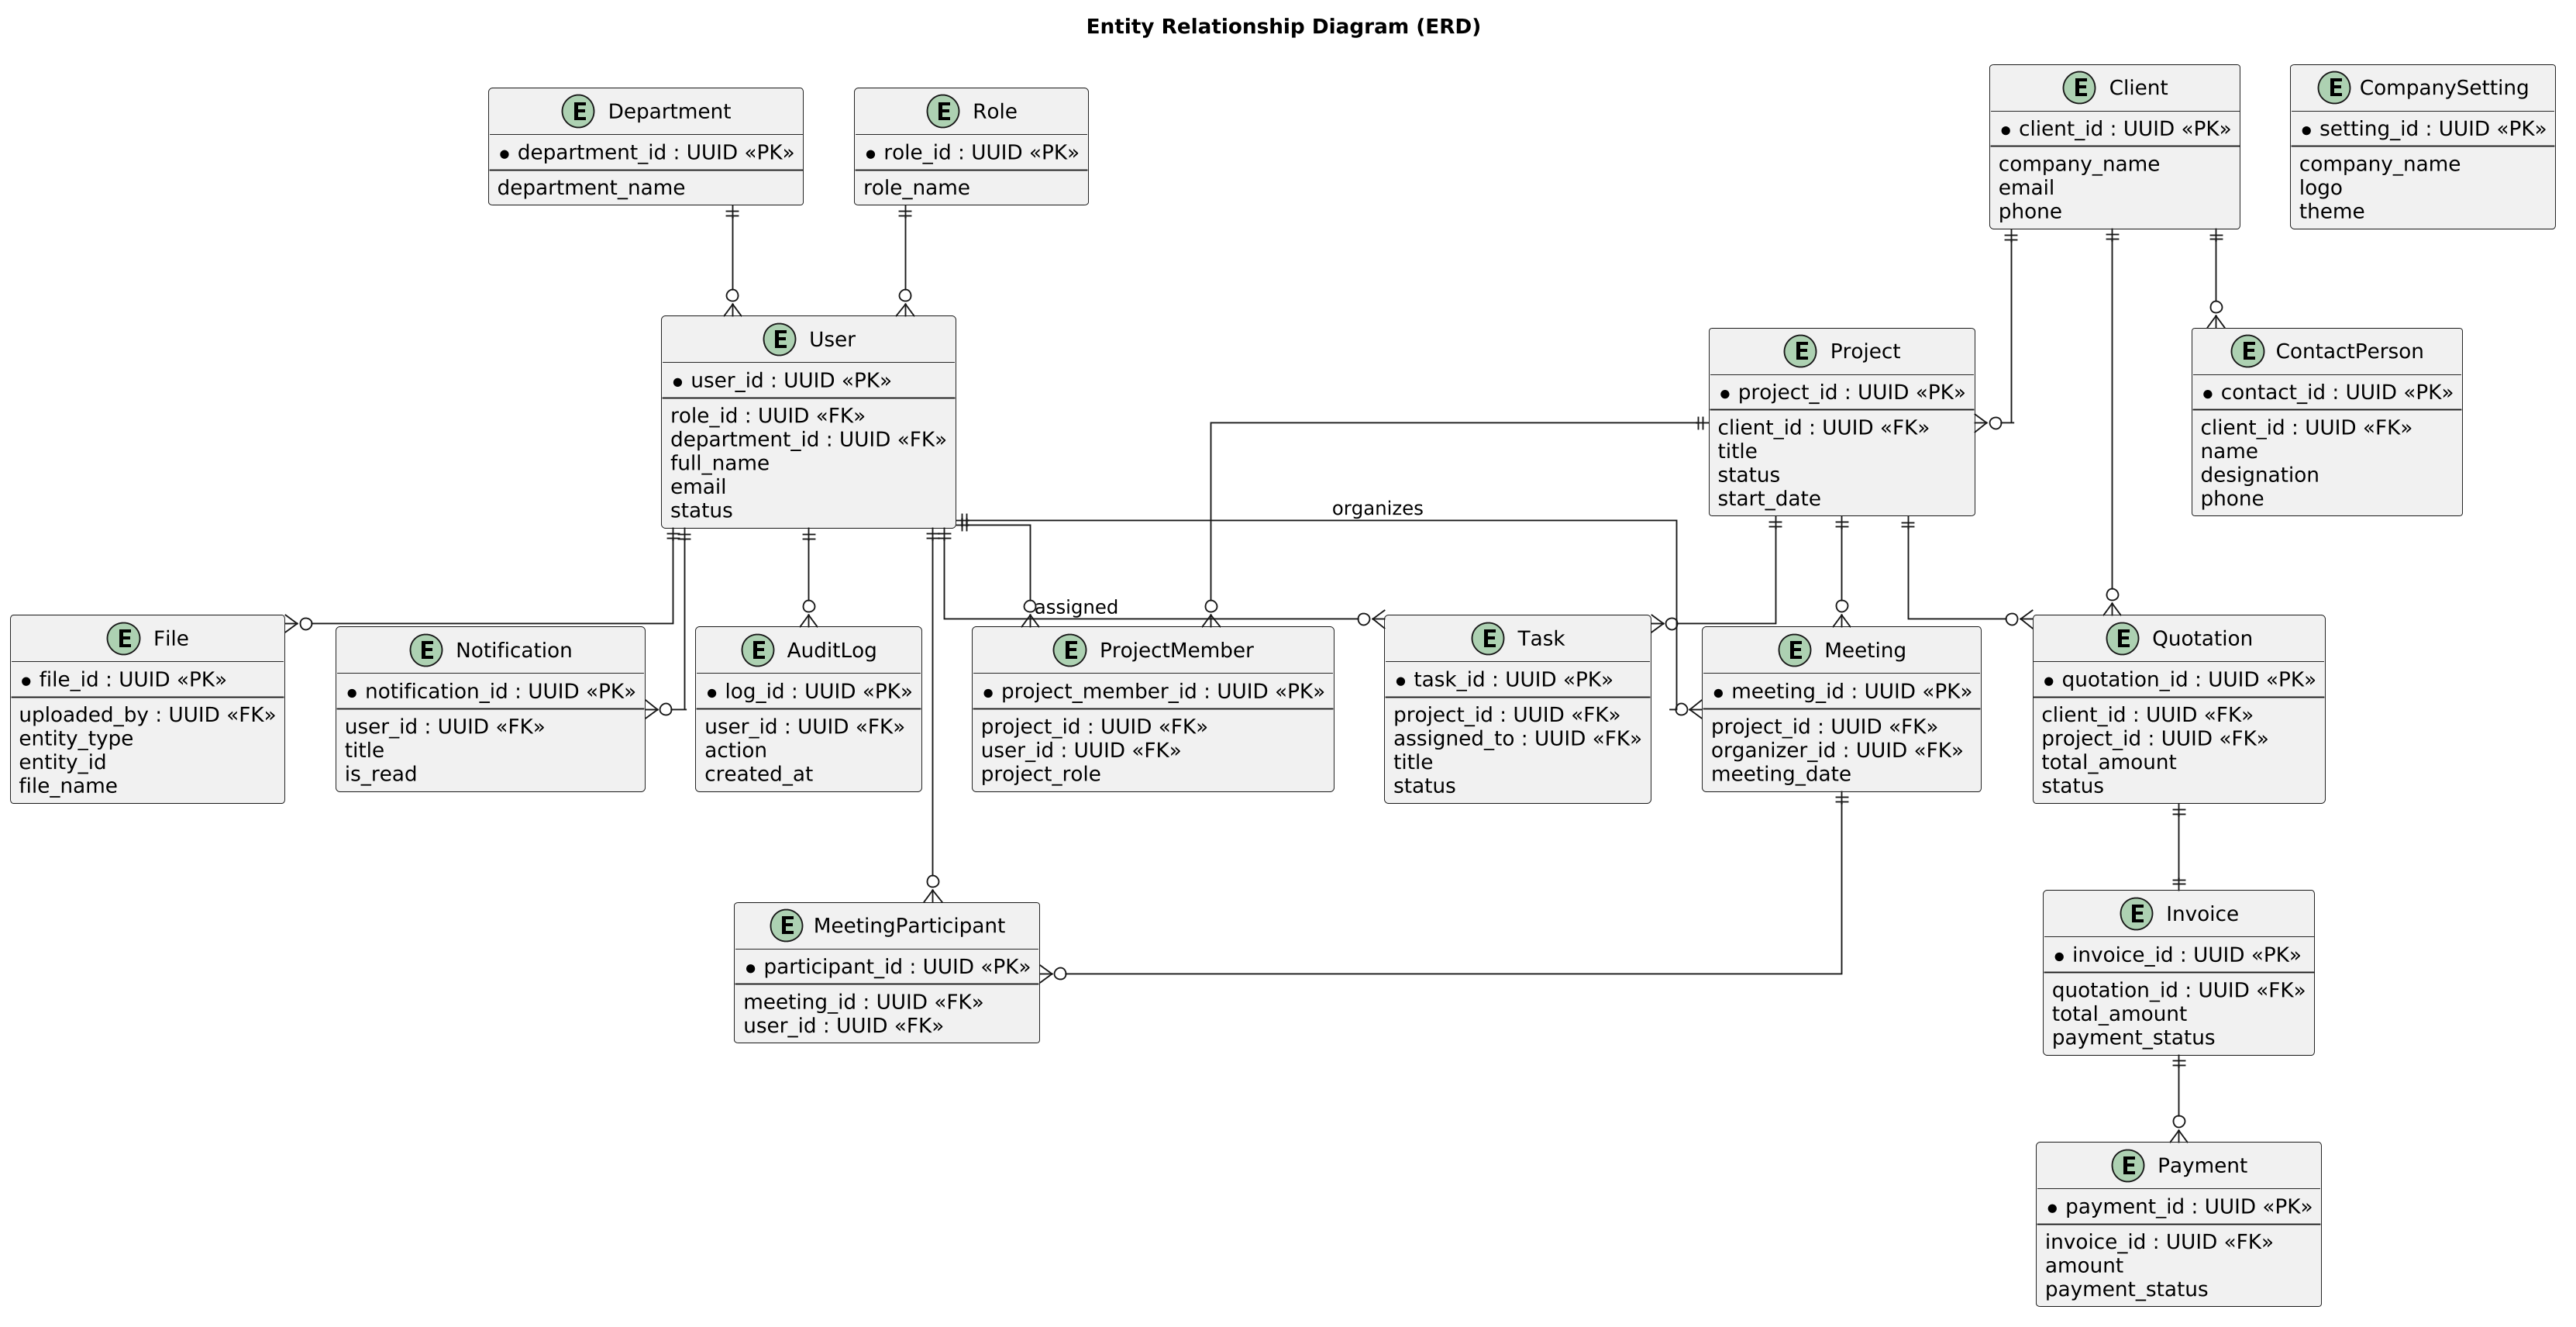 Entity Relationship Diagram (ERD)
E Department
• department_id : UUID «PK»
department_name
E Role
• role_id : UUID «PK»
role_name
E Client
• client_id : UUID «PK»
company_name
email
phone
E CompanySetting
• setting_id : UUID «PK»
company_name
logo
theme
E User
• user_id : UUID «PK»
role_id : UUID «FK»
department_id : UUID «FK»
full_name
email
status
E Project
• project_id : UUID «PK»
client_id : UUID «FK»
title
status
start_date
E ContactPerson
• contact_id : UUID «PK»
client_id : UUID «FK»
name
designation
phone
organizes
assigned
E File
• file_id : UUID «PK»
uploaded_by : UUID «FK»
entity_type
entity_id
file_name
E Notification
• notification_id : UUID «PK»
user_id : UUID «FK»
title
is_read
E AuditLog
• log_id : UUID «PK»
user_id : UUID «FK»
action
created_at
E ProjectMember
• project_member_id : UUID «PK»
project_id : UUID «FK»
user_id : UUID «FK»
project_role
E Task
• task_id : UUID «PK»
project_id : UUID «FK»
assigned_to : UUID «FK»
title
status
E Meeting
• meeting_id : UUID «PK»
project_id : UUID «FK»
organizer_id : UUID «FK»
meeting_date
E Quotation
• quotation_id : UUID «PK»
client_id : UUID «FK»
project_id : UUID «FK»
total_amount
status
E MeetingParticipant
• participant_id : UUID «PK»
meeting_id : UUID «FK»
user_id : UUID «FK»
E Invoice
• invoice_id : UUID «PK»
quotation_id : UUID «FK»
total_amount
payment_status
E Payment
• payment_id : UUID «PK»
invoice_id : UUID «FK»
amount
payment_status